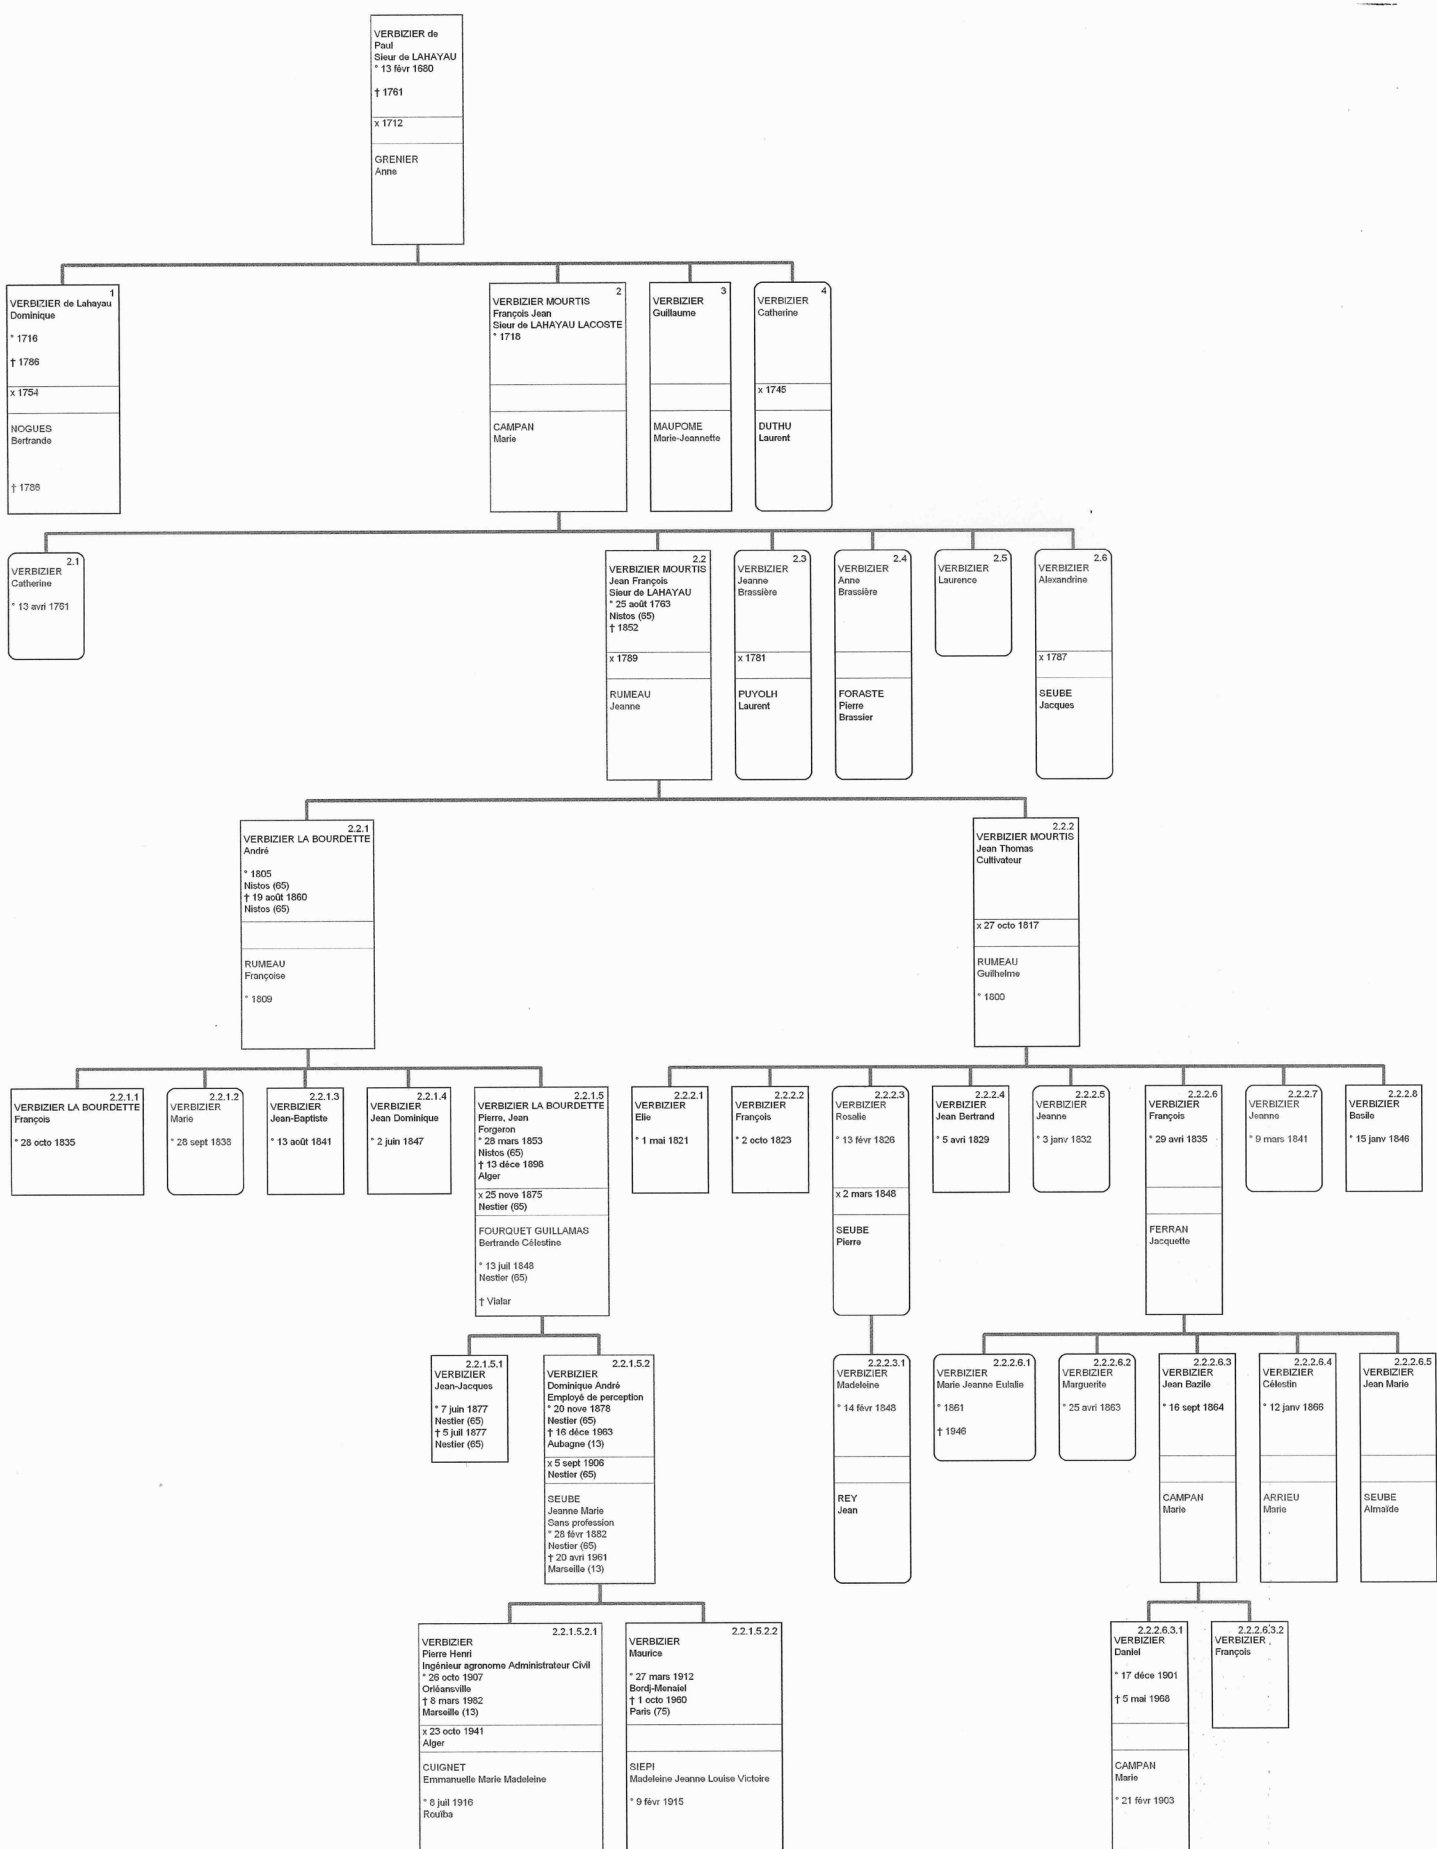 VERBIZIER de
Paul
Sieur de LAHAYAU
° 13 févr 1680
† 1761
x 1712
GRENIER
Anne
1
VERBIZIER de Lahayau
Dominique
° 1716
† 1786
x 1754
NOGUES
Bertrande
† 1786
2
VERBIZIER MOURTIS
François Jean
Sieur de LAHAYAU LACOSTE
° 1718
CAMPAN
Marie
3
VERBIZIER
Guillaume
MAUPOME
Marie-Jeannette
4
VERBIZIER
Catherine
x 1745
DUTHU
Laurent
2.1
VERBIZIER
Catherine
° 13 avri 1761
2.2
VERBIZIER MOURTIS
Jean François
Sieur de LAHAYAU
° 25 août 1763
Nistos (65)
† 1852
x 1789
RUMEAU
Jeanne
2.3
VERBIZIER
Jeanne
Brassière
x 1781
PUYOLH
Laurent
2.4
VERBIZIER
Anne
Brassière
FORASTE
Pierre
Brassier
2.5
VERBIZIER
Laurence
2.6
VERBIZIER
Alexandrine
x 1787
SEUBE
Jacques
2.2.1
VERBIZIER LA BOURDETTE
André
° 1805
Nistos (65)
† 19 août 1860
Nistos (65)
RUMEAU
Françoise
° 1809
2.2.2
VERBIZIER MOURTIS
Jean Thomas
Cultivateur
x 27 octo 1817
RUMEAU
Guilhelme
° 1800
2.2.1.1
VERBIZIER LA BOURDETTE
François
° 28 octo 1835
2.2.1.2
VERBIZIER
Marie
° 28 sept 1838
2.2.1.3
VERBIZIER
Jean-Baptiste
° 13 août 1841
2.2.1.4
VERBIZIER
Jean Dominique
° 2 juin 1847
2.2.1.5
VERBIZIER LA BOURDETTE
Pierre, Jean
Forgeron
° 28 mars 1853
Nistos (65)
† 13 déce 1898
Alger
x 25 nove 1875
Nestier (65)
FOURQUET GUILLAMAS
Bertrande Célestine
° 13 juil 1848
Nestier (65)
† Vialar
2.2.2.1
VERBIZIER
Elie
° 1 mai 1821
2.2.2.2
VERBIZIER
François
° 2 octo 1823
2.2.2.3
VERBIZIER
Rosalie
° 13 févr 1826
x 2 mars 1848
SEUBE
Pierre
2.2.2.4
VERBIZIER
Jean Bertrand
° 5 avri 1829
2.2.2.5
VERBIZIER
Jeanne
° 3 janv 1832
2.2.2.6
VERBIZIER
François
° 29 avri 1835
FERRAN
Jacquette
2.2.2.7
VERBIZIER
Jeanne
° 9 mars 1841
2.2.2.8
VERBIZIER
Basile
° 15 janv 1846
2.2.1.5.1
VERBIZIER
Jean-Jacques
° 7 juin 1877
Nestier (65)
† 5 juil 1877
Nestier (65)
2.2.1.5.2
VERBIZIER
Dominique André
Employé de perception
° 20 nove 1878
Nestier (65)
† 16 déce 1963
Aubagne (13)
x 5 sept 1906
Nestier (65)
SEUBE
Jeanne Marie
Sans profession
° 28 févr 1882
Nestier (65)
† 20 avri 1961
Marseille (13)
2.2.2.3.1
VERBIZIER
Madeleine
° 14 févr 1848
REY
Jean
2.2.2.6.1
VERBIZIER
Marie Jeanne Eulalie
° 1861
† 1946
2.2.2.6.2
VERBIZIER
Marguerite
° 25 avri 1863
2.2.2.6.3
VERBIZIER
Jean Bazile
° 16 sept 1864
CAMPAN
Marie
2.2.2.6.4
VERBIZIER
Célestin
° 12 janv 1866
ARRIEU
Marie
2.2.2.6.5
VERBIZIER
Jean Marie
SEUBE
Almaïde
2.2.1.5.2.1
VERBIZIER
Pierre Henri
Ingénieur agronome Administrateur Civil
° 26 octo 1907
Orléansville
† 8 mars 1982
Marseille (13)
x 23 octo 1941
Alger
CUIGNET
Emmanuelle Marie Madeleine
° 8 juil 1916
Rouïba
2.2.1.5.2.2
VERBIZIER
Maurice
° 27 mars 1912
Bordj-Menaiel
† 1 octo 1960
Paris (75)
SIEPI
Madeleine Jeanne Louise Victoire
° 9 févr 1915
2.2.2.6.3.1
VERBIZIER
Daniel
° 17 déce 1901
† 5 mai 1968
CAMPAN
Marie
° 21 févr 1903
2.2.2.6.3.2
VERBIZIER
François